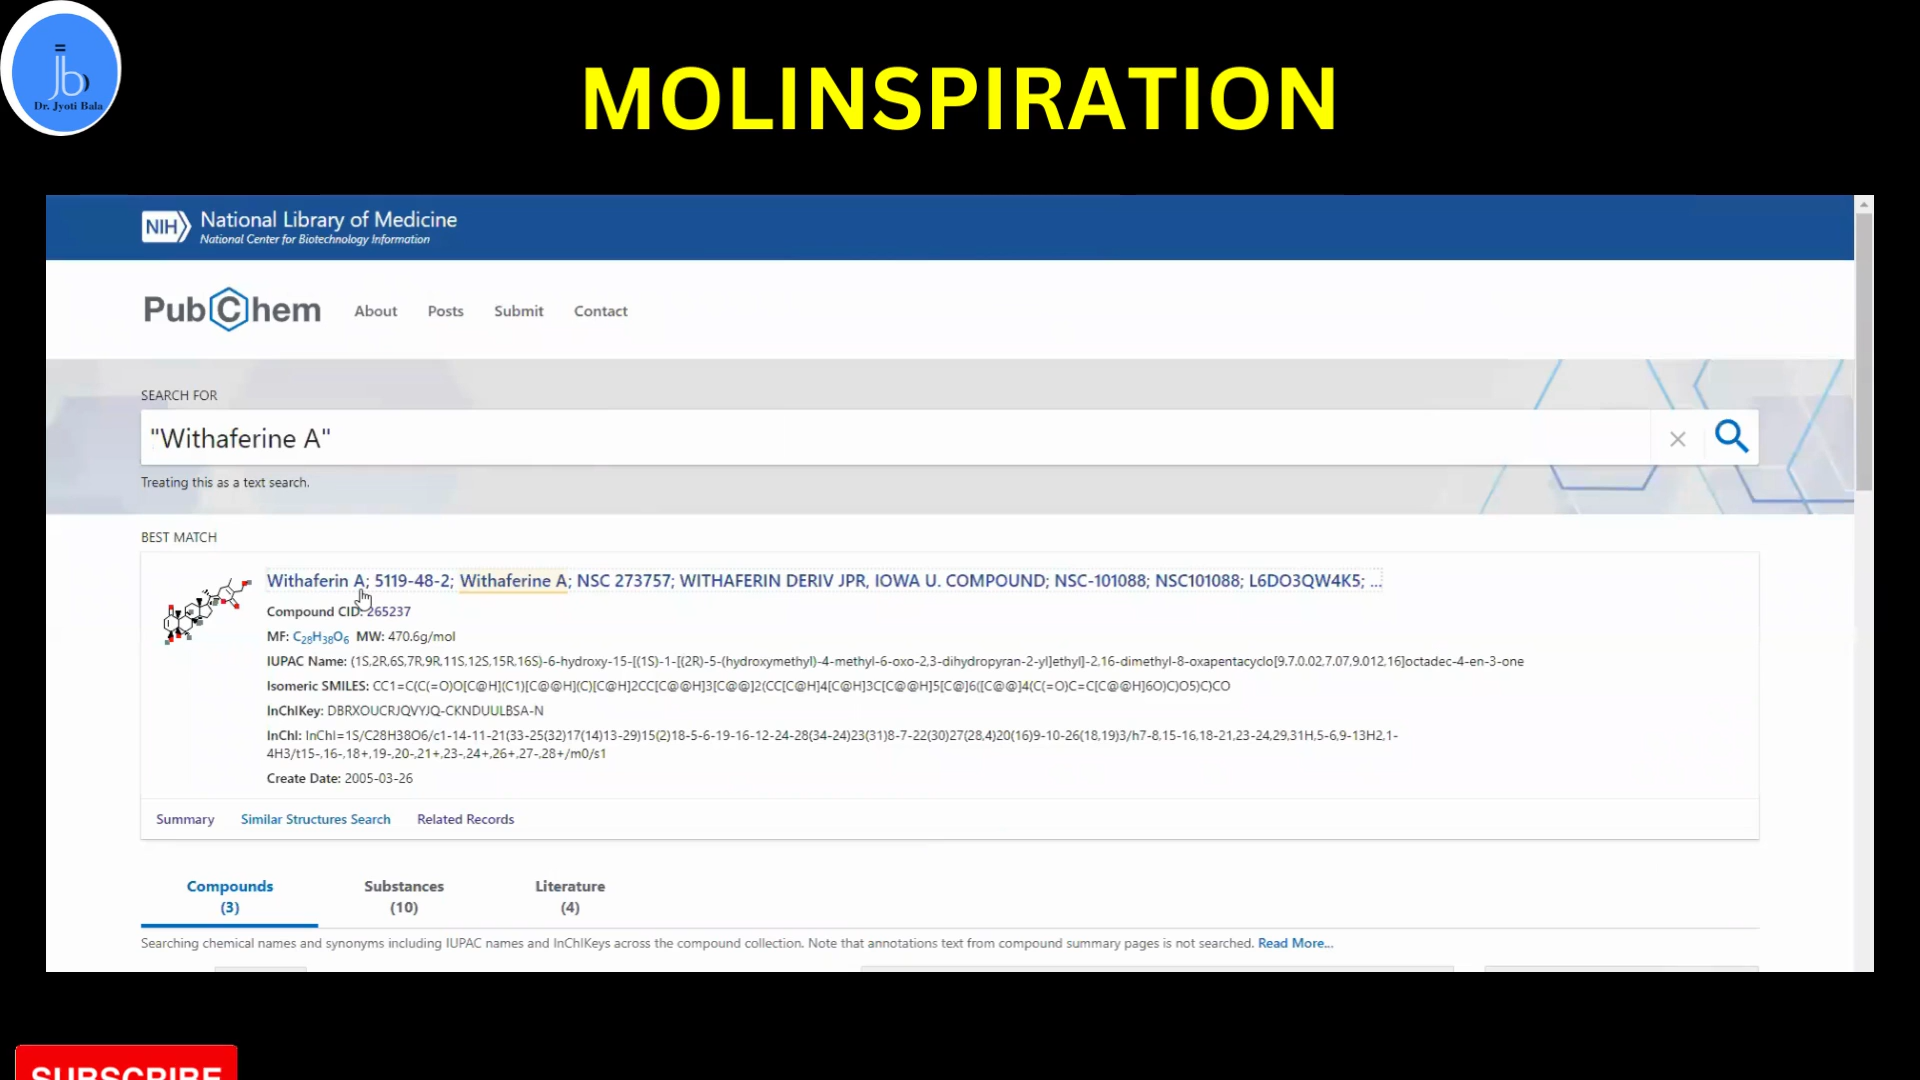 jb
Dr. Jyoti Bala
MOLINSPIRATION
NIH National Library of Medicine
National Center for Biotechnology Information
PubChem About Posts Submit Contact
SEARCH FOR
"Withaferine A"
Treating this as a text search.
BEST MATCH
Withaferin A; 5119-48-2; Withaferine A; NSC 273757; WITHAFERIN DERIV JPR, IOWA U. COMPOUND; NSC-101088; NSC101088; L6DO3QW4K5; ...
Compound CID: 265237
MF: C₂₈H₃₈O₆ MW: 470.6g/mol
IUPAC Name: (1S,2R,6S,7R,9R,11S,12S,15R,16S)-6-hydroxy-15-[(1S)-1-[(2R)-5-(hydroxymethyl)-4-methyl-6-oxo-2,3-dihydropyran-2-yl]ethyl]-2,16-dimethyl-8-oxapentacyclo[9.7.0.02,7.07,9.012,16]octadec-4-en-3-one
Isomeric SMILES: CC1=C(C(=O)O[C@H](C1)[C@@H](C)[C@H]2CC[C@@H]3[C@@]2(CC[C@H]4[C@H]3C[C@@H]5[C@]6([C@@]4(C(=O)C=C[C@@H]6O)C)O5)C)CO
InChIKey: DBRXOUCRJQVYJQ-CKNDUULBSA-N
InChI: InChI=1S/C28H38O6/c1-14-11-21(33-25(32)17(14)13-29)15(2)18-5-6-19-16-12-24-28(34-24)23(31)8-7-22(30)27(28,4)20(16)9-10-26(18,19)3/h7-8,15-16,18-21,23-24,29,31H,5-6,9-13H2,1-
4H3/t15-,16-,18+,19-,20-,21+,23-,24+,26+,27-,28+/m0/s1
Create Date: 2005-03-26
Summary Similar Structures Search Related Records
Compounds Substances Literature
(3) (10) (4)
Searching chemical names and synonyms including IUPAC names and InChIKeys across the compound collection. Note that annotations text from compound summary pages is not searched. Read More...
SUBSCRIBE